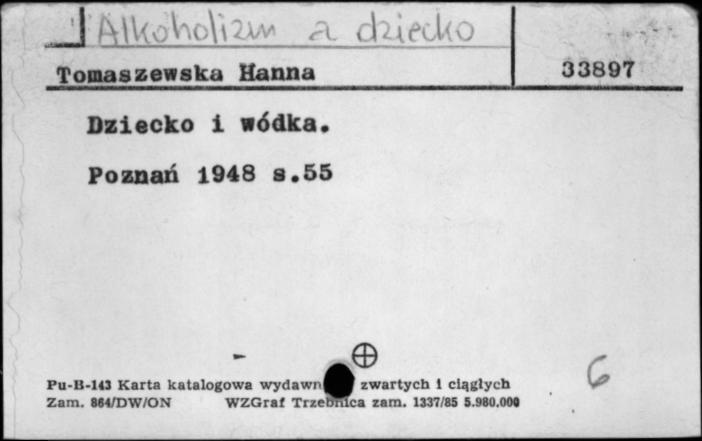 Alkoholizm a dziecko
Tomaszewska Hanna 33897
Dziecko i wódka.
Poznań 1948 s.55
6
Pu-B-143 Karta katalogowa wydawn zwartych i ciągłych
Zam. 864/DW/ON WZGraf Trzebnica zam. 1337/85 5.980.000